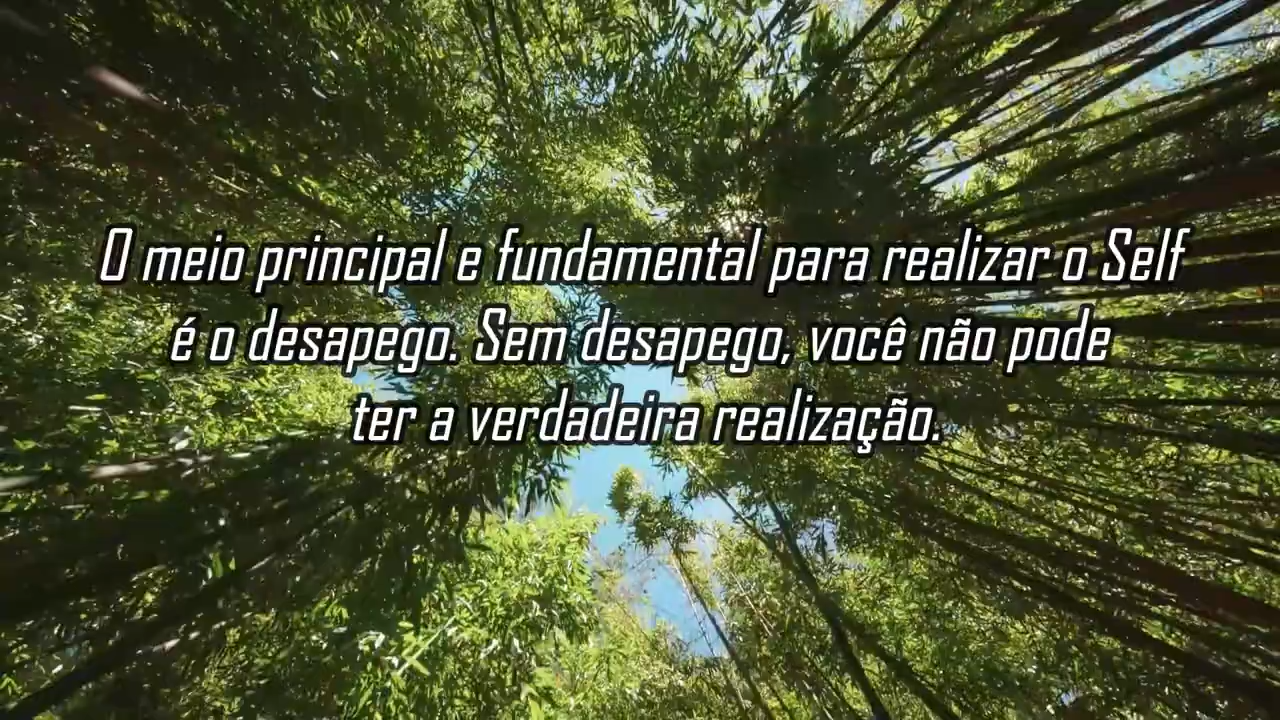 O meio principal e fundamental para realizar o Self
é o desapego. Sem desapego, você não pode
ter a verdadeira realização.